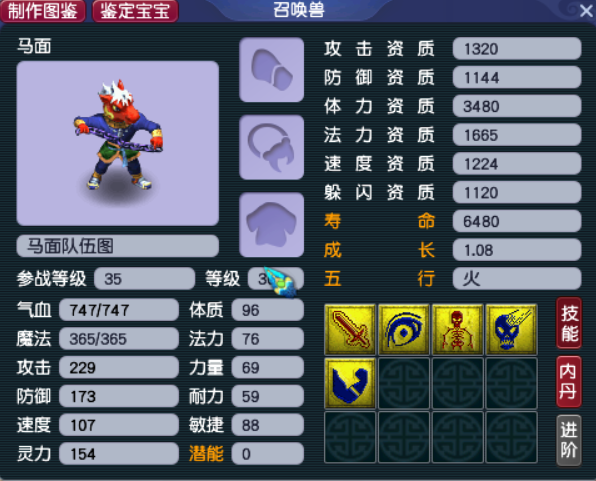 制作图鉴 鉴定宝宝 召唤兽
马面
马面队伍图
参战等级 35 等级
气血 747/747 体质 96
魔法 365/365 法力 76
攻击 229 力量 69
防御 173 耐力 59
速度 107 敏捷 88
灵力 154 潜能 0
攻击资质 1320
防御资质 1144
体力资质 3480
法力资质 1665
速度资质 1224
躲闪资质 1120
寿命 6480
成长 1.08
五行 火
技能
内丹
进阶